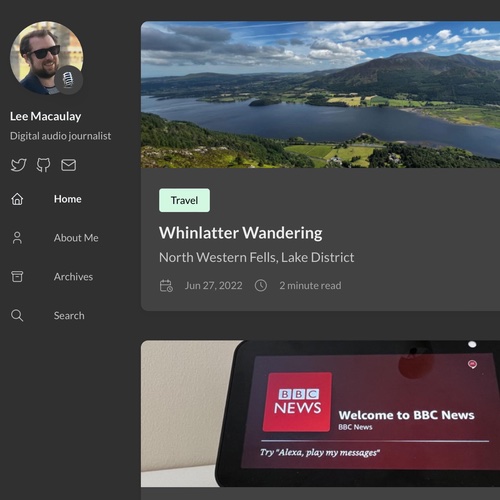 Lee Macaulay
Digital audio journalist
Home
About Me
Archives
Search
Travel
Whinlatter Wandering
North Western Fells, Lake District
Jun 27, 2022 2 minute read
BBC
NEWS
Welcome to BBC News
BBC News
Try "Alexa, play my messages"